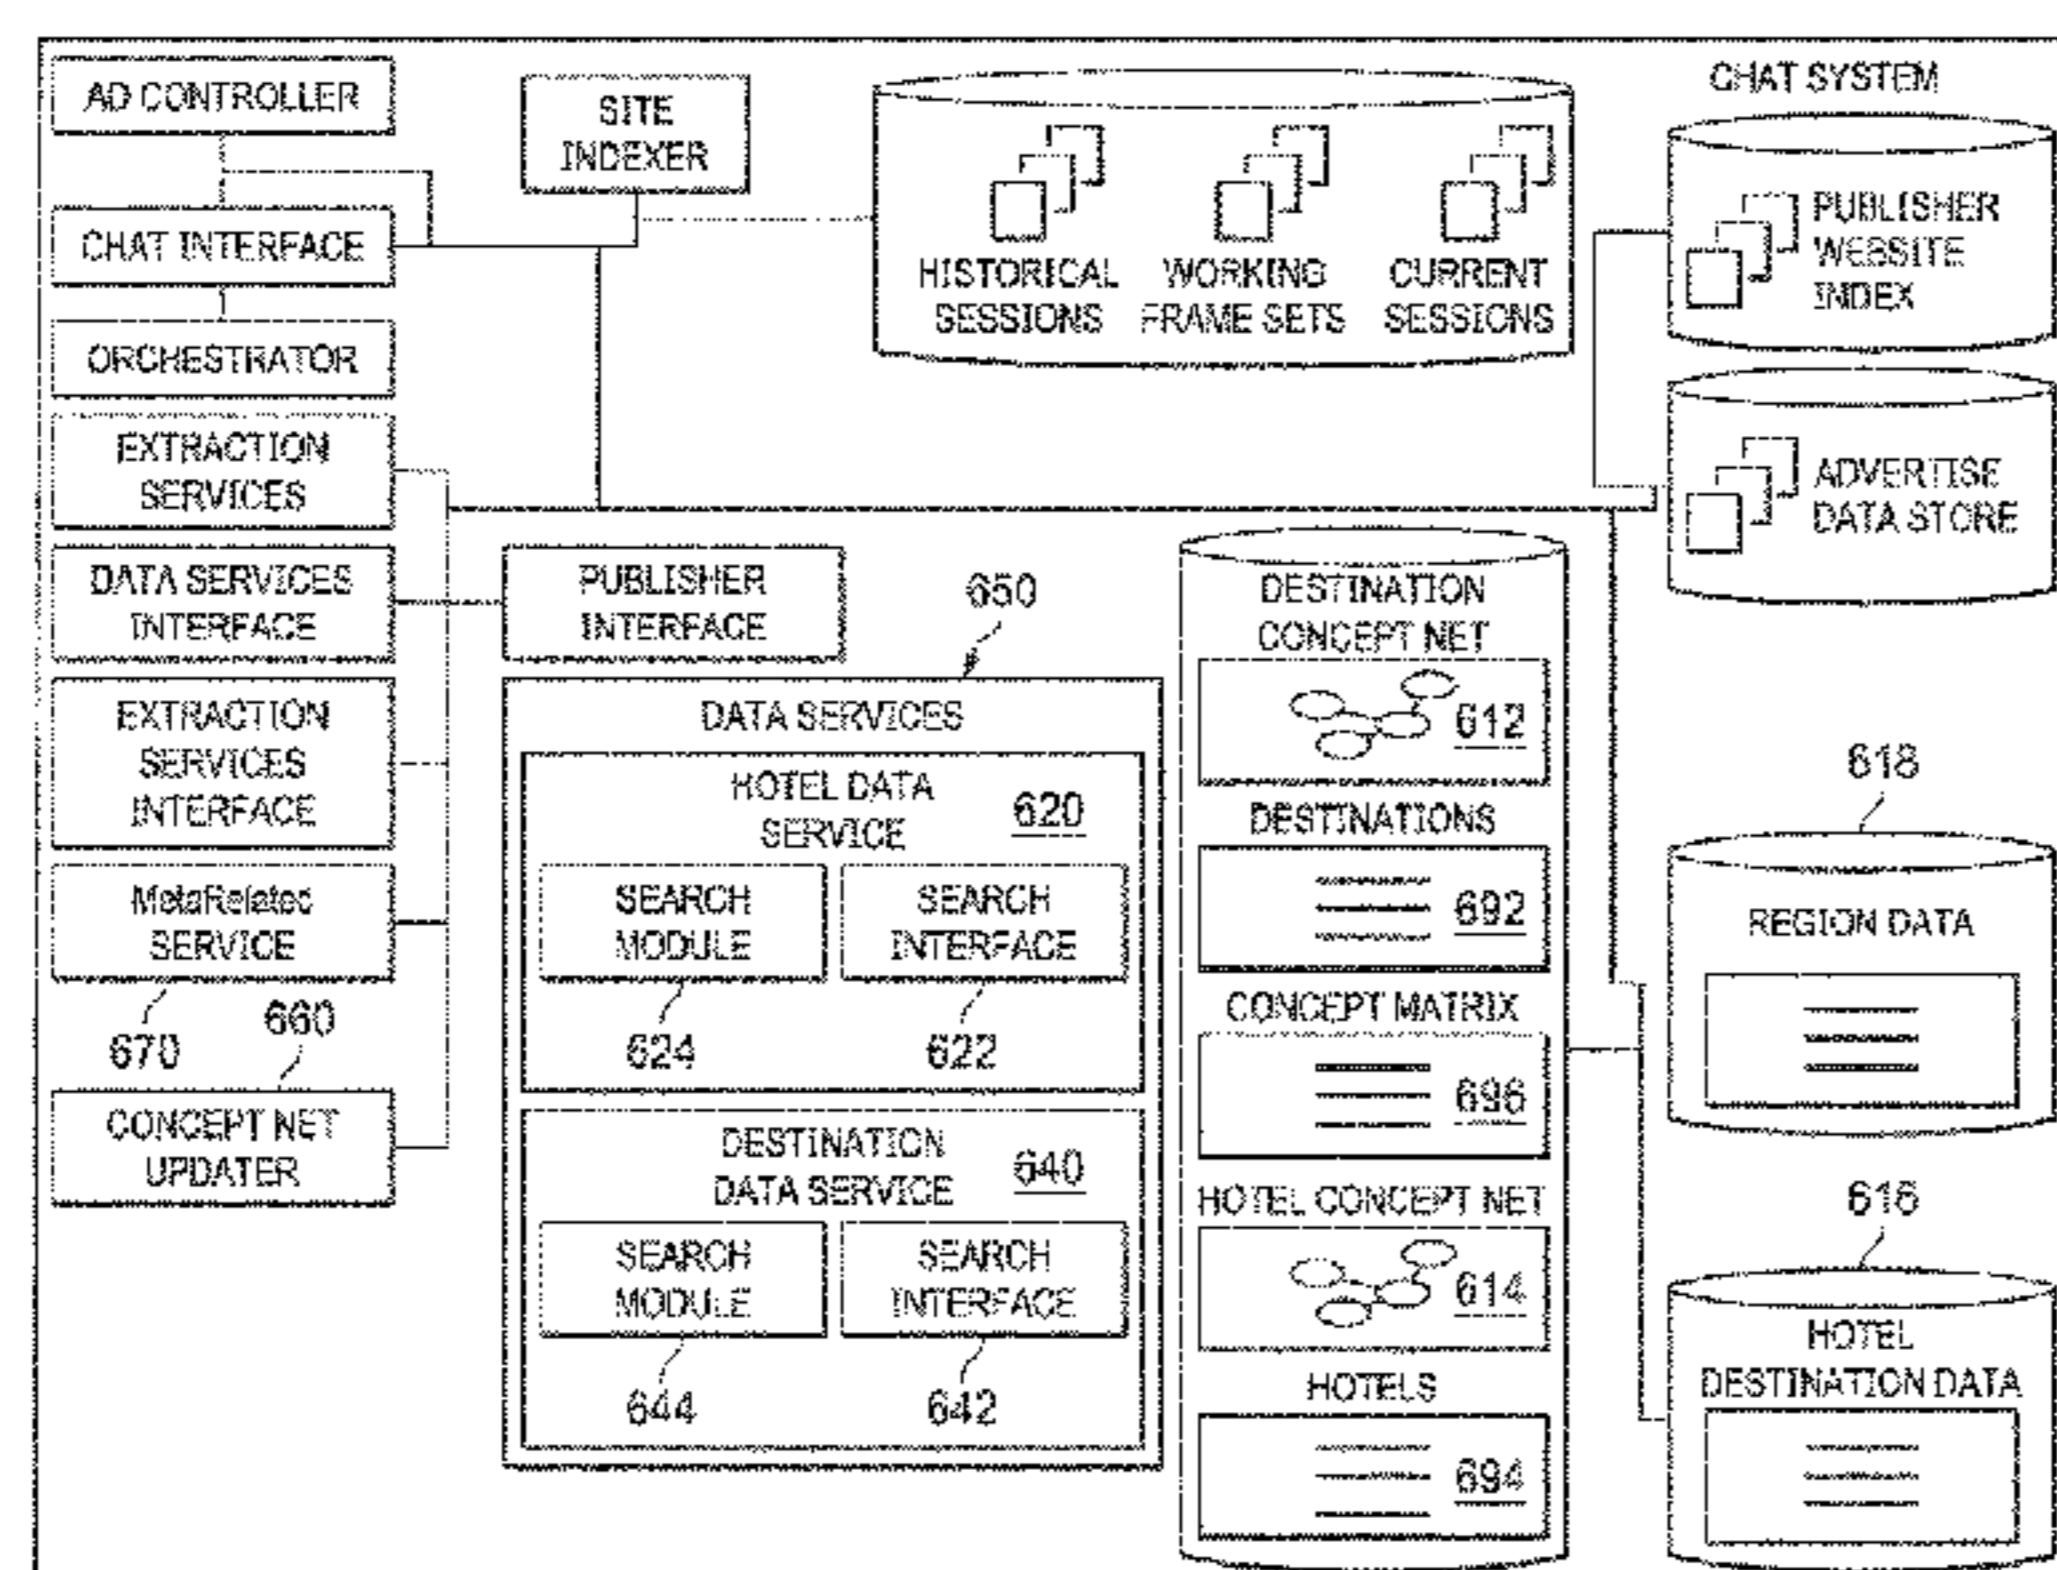 AD CONTROLLER
CHAT INTERFACE
ORCHESTRATOR
EXTRACTION
SERVICES
DATA SERVICES
INTERFACE
EXTRACTION
SERVICES
INTERFACE
MetaRelated
SERVICE
670
660
CONCEPT NET
UPDATER
SITE
INDEXER
HISTORICAL
SESSIONS
WORKING
FRAME SETS
CURRENT
SESSIONS
CHAT SYSTEM
PUBLISHER
WEBSITE
INDEX
ADVERTISE
DATA STORE
PUBLISHER
INTERFACE
650
DATA SERVICES
HOTEL DATA
SERVICE
620
SEARCH
MODULE
SEARCH
INTERFACE
624
622
DESTINATION
DATA SERVICE
640
SEARCH
MODULE
SEARCH
INTERFACE
644
642
DESTINATION
CONCEPT NET
612
DESTINATIONS
692
CONCEPT MATRIX
696
HOTEL CONCEPT NET
614
HOTELS
694
618
REGION DATA
616
HOTEL
DESTINATION DATA